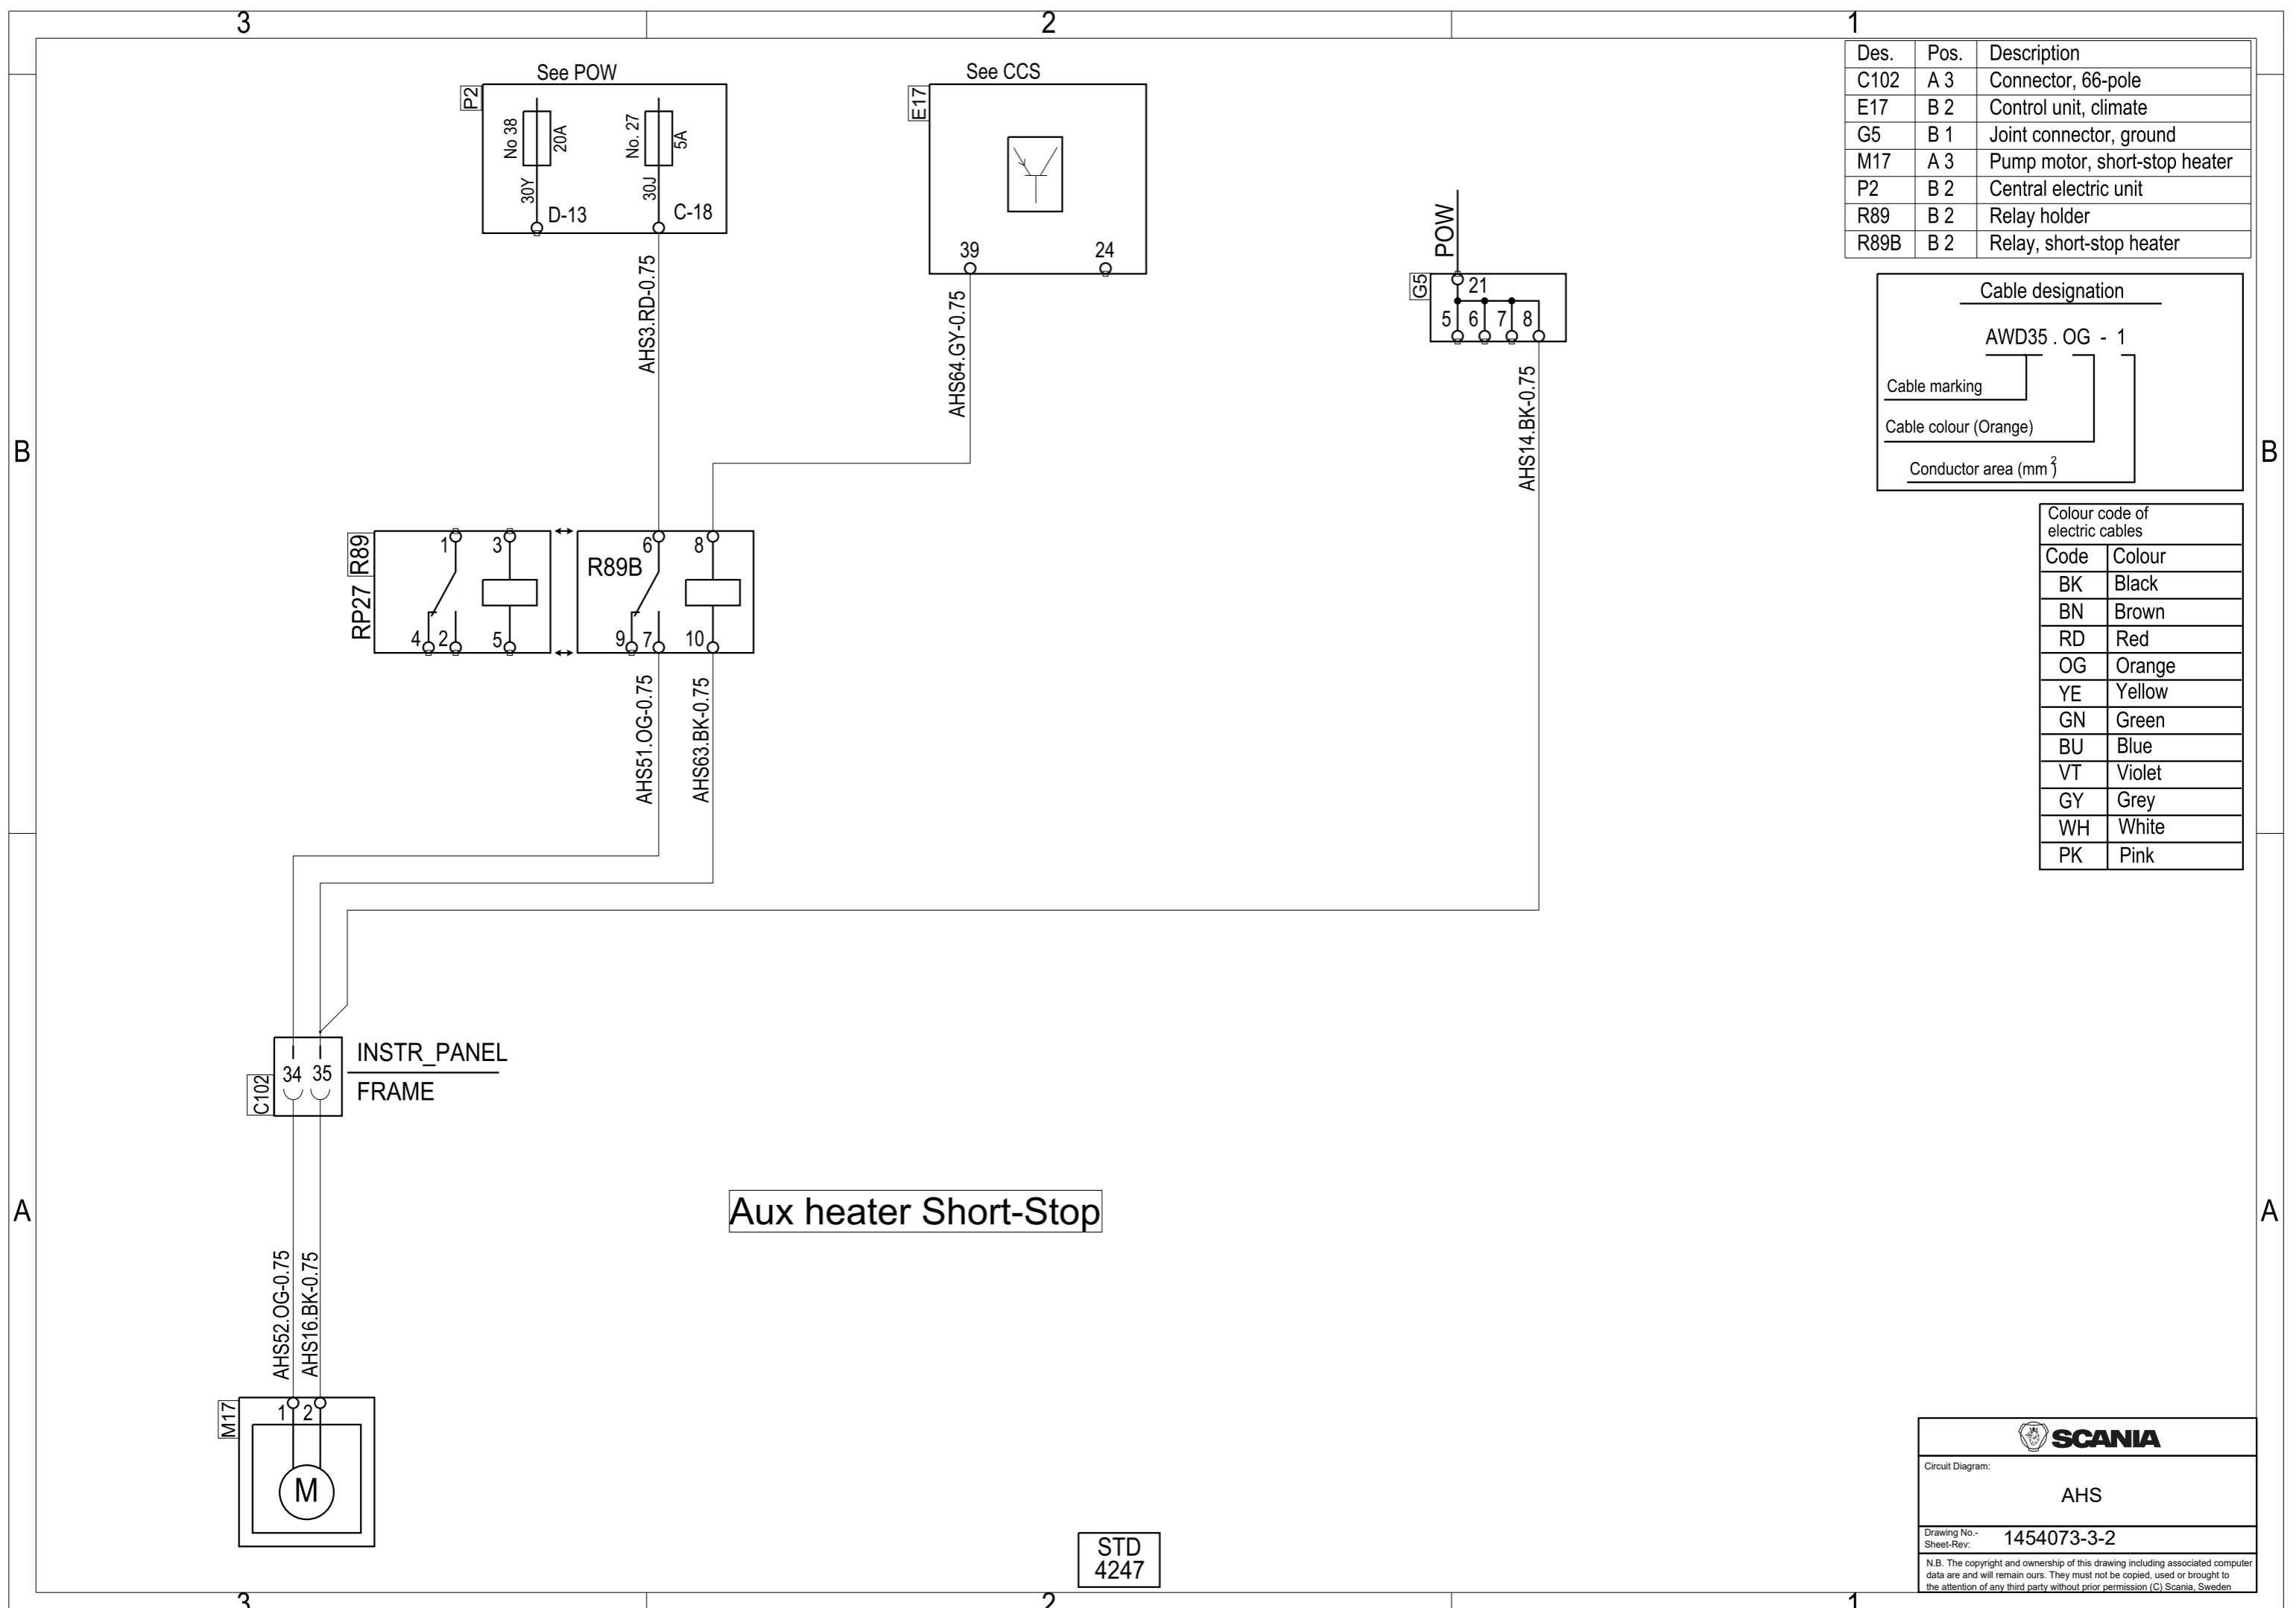 3 2 1
See POW
P2
No 38
20A
30Y
D-13
No. 27
5A
30J
C-18
See CCS
E17
39 24
POW
G5
21
5 6 7 8
Des. Pos. Description
C102 A 3 Connector, 66-pole
E17 B 2 Control unit, climate
G5 B 1 Joint connector, ground
M17 A 3 Pump motor, short-stop heater
P2 B 2 Central electric unit
R89 B 2 Relay holder
R89B B 2 Relay, short-stop heater
Cable designation
AWD35 . OG - 1
Cable marking
Cable colour (Orange)
Conductor area (mm 2)
Colour code of
electric cables
Code Colour
BK Black
BN Brown
RD Red
OG Orange
YE Yellow
GN Green
BU Blue
VT Violet
GY Grey
WH White
PK Pink
B B
AHS3.RD-0.75
AHS64.GY-0.75
AHS14.BK-0.75
RP27 R89
1 3
4 2 5
R89B
6 8
9 7 10
AHS51.OG-0.75
AHS63.BK-0.75
C102
34 35
INSTR_PANEL
FRAME
A A
Aux heater Short-Stop
AHS52.OG-0.75
AHS16.BK-0.75
M17
1 2
M
STD
4247
SCANIA
Circuit Diagram:
AHS
Drawing No.-
Sheet-Rev: 1454073-3-2
N.B. The copyright and ownership of this drawing including associated computer
data are and will remain ours. They must not be copied, used or brought to
the attention of any third party without prior permission (C) Scania, Sweden
3 2 1